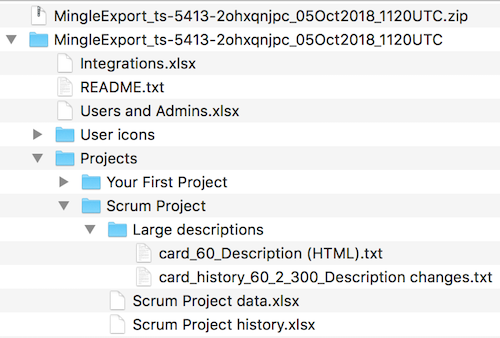 MingleExport_ts-5413-2ohxqnjpc_05Oct2018_1120UTC.zip
MingleExport_ts-5413-2ohxqnjpc_05Oct2018_1120UTC
Integrations.xlsx
README.txt
Users and Admins.xlsx
User icons
Projects
Your First Project
Scrum Project
Large descriptions
card_60_Description (HTML).txt
card_history_60_2_300_Description changes.txt
Scrum Project data.xlsx
Scrum Project history.xlsx